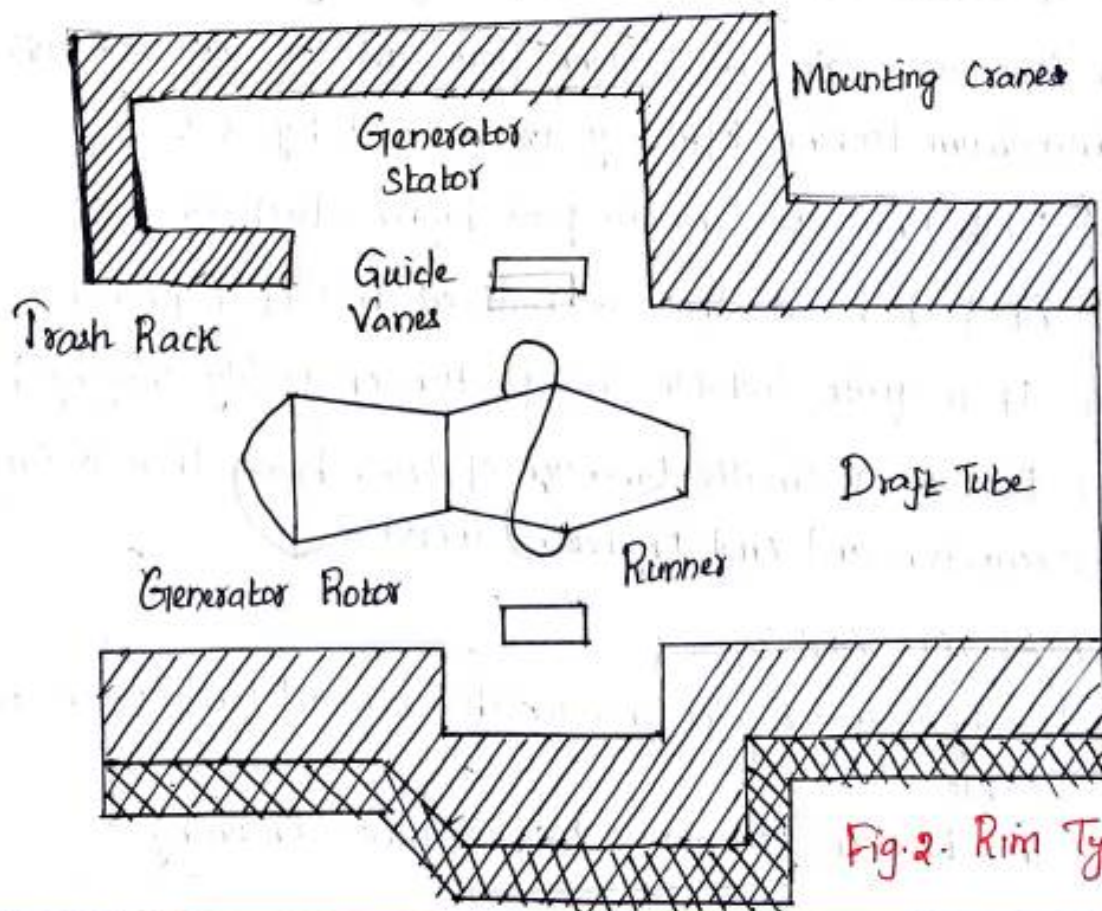 Mounting Cranes
Generator
Stator
Guide
Vanes
Trash Rack
Draft Tube
Runner
Generator Rotor
Fig.2. Rim Ty